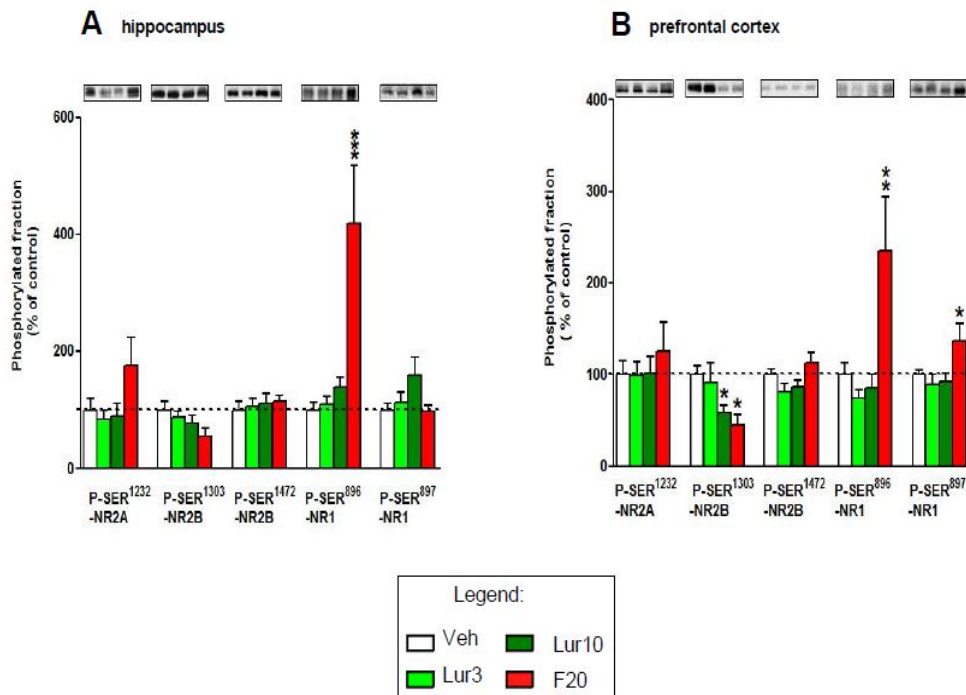 A hippocampus
600
400
200
0
Phosphorylated fraction
(% of control)
***
P-SER¹²³² P-SER¹³⁰³ P-SER¹⁴⁷² P-SER⁸⁹⁶ P-SER⁸⁹⁷
-NR2A -NR2B -NR2B -NR1 -NR1
B prefrontal cortex
400
300
200
100
0
Phosphorylated fraction
( % of control)
* * ** *
P-SER¹²³² P-SER¹³⁰³ P-SER¹⁴⁷² P-SER⁸⁹⁶ P-SER⁸⁹⁷
-NR2A -NR2B -NR2B -NR1 -NR1
Legend:
Veh Lur10
Lur3 F20